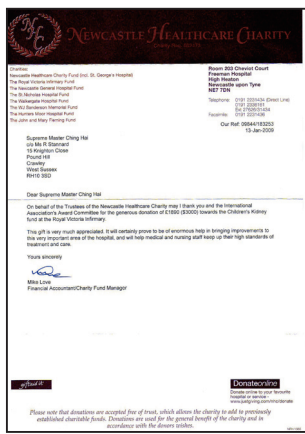 NEWCASTLE HEALTHCARE CHARITY
Charities:
Newcastle Healthcare Charity Fund (incl. St. George's Hospital)
The Royal Victoria Infirmary Fund
The Newcastle General Hospital Fund
The St Nicholas Hospital Fund
The Walkergate Hospital Fund
The WJ Sanderson Memorial Fund
The Hunters Moor Hospital Fund
The John and Mary Fanning Fund
Room 203 Cheviot Court
Freeman Hospital
High Heaton
Newcastle upon Tyne
NE7 7DN
Telephone
Facsimile
13-Jan-2009
Supreme Master Ching Hai
c/o Ms R Stannard
15 Knighton Close
Pound Hill
Crawley
West Sussex
Dear Supreme Master Ching Hai
On behalf of the Trustees of the Newcastle Healthcare Charity may I thank you and the International
Association's Award Committee for the generous donation of £1890 ($3000) towards the Children's Kidney
fund at the Royal Victoria Infirmary.
This gift is very much appreciated. It will certainly prove to be of enormous help in bringing improvements to
this very important area of the hospital, and will help medical and nursing staff keep up their high standards of
treatment and care.
Yours sincerely
Mike Love
Financial Accountant/Charity Fund Manager
giftaid it
Donateonline
Donate online to your favourite
hospital or service -
Please note that donations are accepted free of trust, which allows the charity to add to previously
established charitable funds. Donations are used for the general benefit of the charity and in
accordance with the donors wishes.